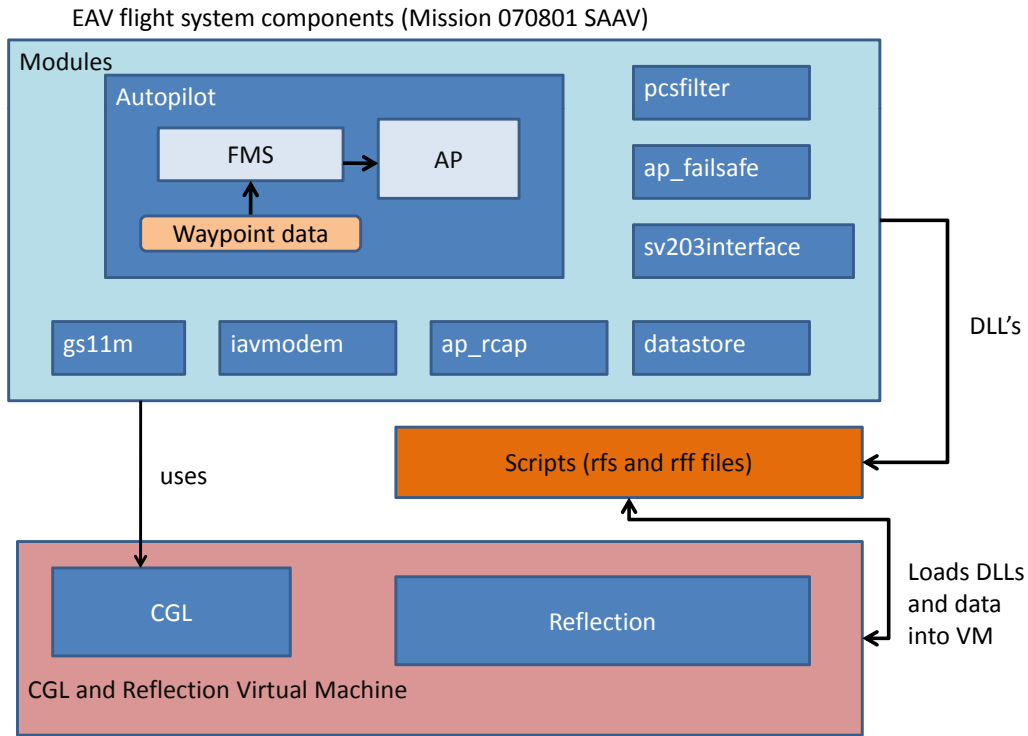 EAV flight system components (Mission 070801 SAAV)
Modules
Autopilot
FMS
AP
Waypoint data
pcsfilter
ap_failsafe
sv203interface
gs11m
iavmodem
ap_rcap
datastore
DLL's
uses
Scripts (rfs and rff files)
Loads DLLs
and data
into VM
CGL
Reflection
CGL and Reflection Virtual Machine